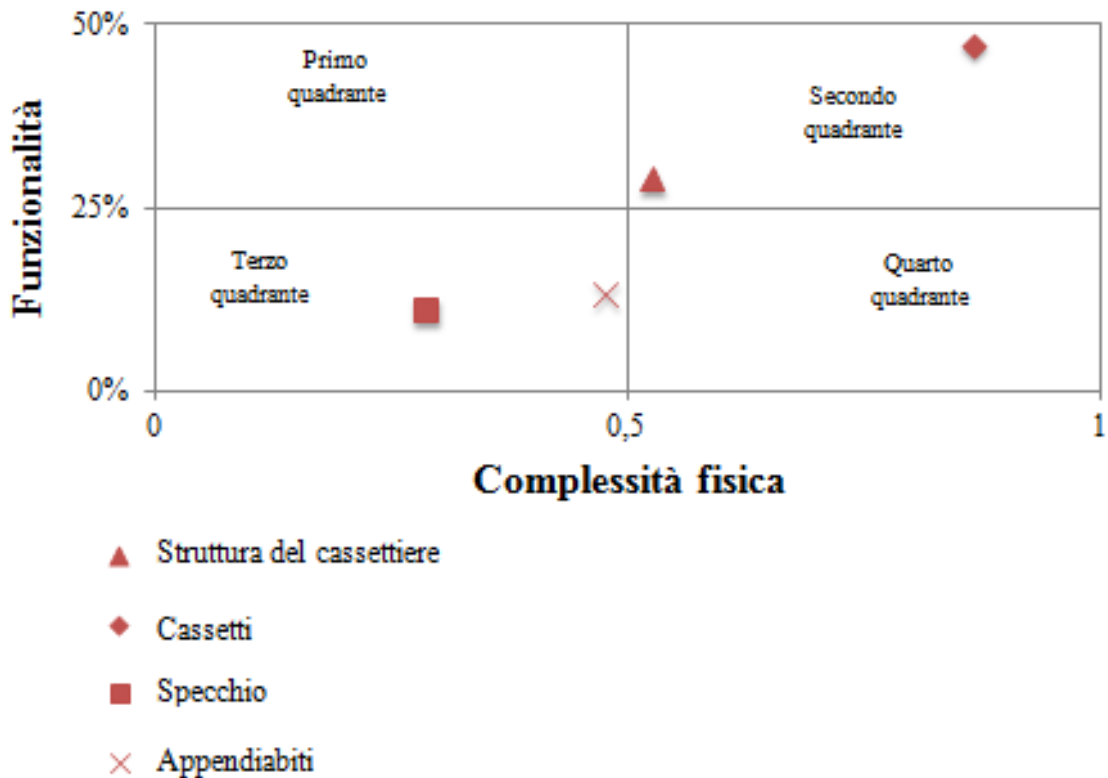 50%
Primo
quadrante
Secondo
quadrante
Funzionalità
25%
Terzo
quadrante
Quarto
quadrante
0%
0
0,5
1
Complessità fisica
Struttura del cassettiere
Cassetti
Specchio
Appendiabiti